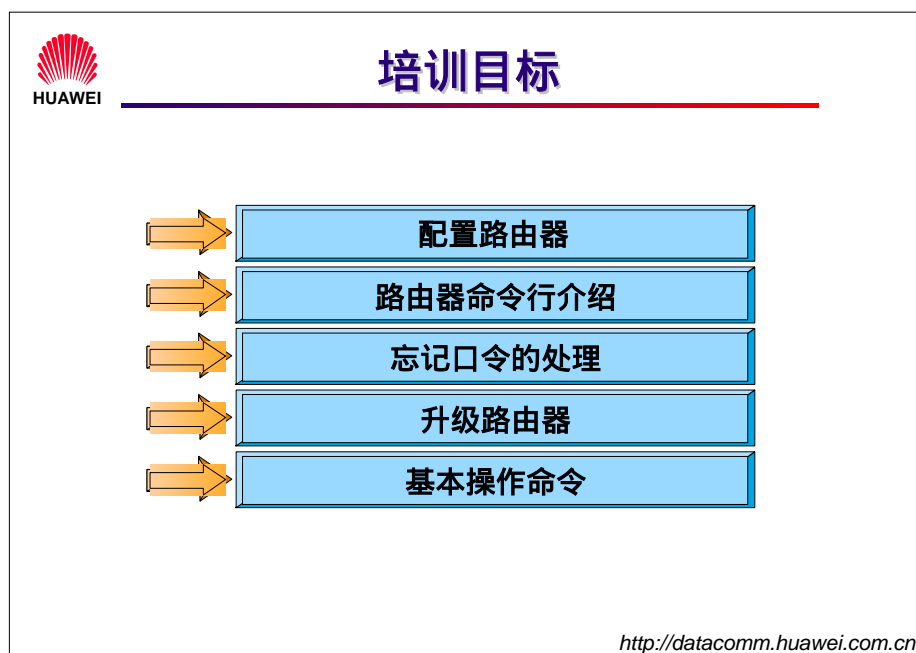 HUAWEI
培训目标
配置路由器
路由器命令行介绍
忘记口令的处理
升级路由器
基本操作命令
http://datacomm.huawei.com.cn